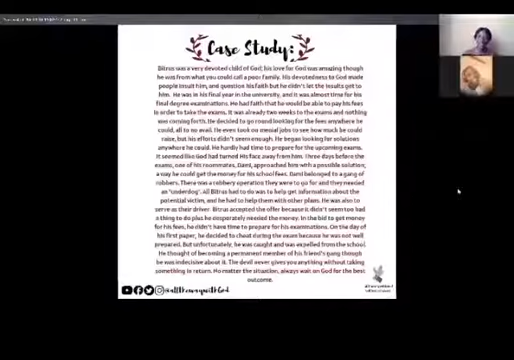 Case Study:
Bitrus was a very devoted child of God; his love for God was amazing though
he was from what you could call a poor family. His devotedness to God made
people insult him, and question his faith but he didn't let the insults get to
him. He was in his final year in the university, and it was almost time for his
final degree examinations. He had faith that he would be able to pay his fees
in order to take the exams. It was already two weeks to the exams and nothing
was coming forth. He decided to go round looking for the fees anywhere he
could, all to no avail. He even took on menial jobs to see how much he could
raise, but his efforts didn't seem enough. He began looking for solutions
anywhere he could. He hardly had time to prepare for the upcoming exams.
It seemed like God had turned His face away from him. Three days before the
exams, one of his roommates, Dami, approached him with a possible solution;
a way he could get the money for his school fees. Dami belonged to a gang of
robbers. There was a robbery operation they were to go for and they needed
an "underdog". All Bitrus had to do was to help get information about the
potential victim, and he had to help them with other plans. He was also to
serve as their driver. Bitrus accepted the offer because it didn't seem too bad
a thing to do plus he desperately needed the money. In the bid to get money
for his fees, he didn't have time to prepare for his examinations. On the day of
his first paper, he decided to cheat during the exam because he was not well
prepared. But unfortunately, he was caught and was expelled from the school.
He thought of becoming a permanent member of his friend's gang though
he was indecisive about it. The devil never gives you anything without taking
something in return. No matter the situation, always wait on God for the best
outcome.
@allthewaywithGod